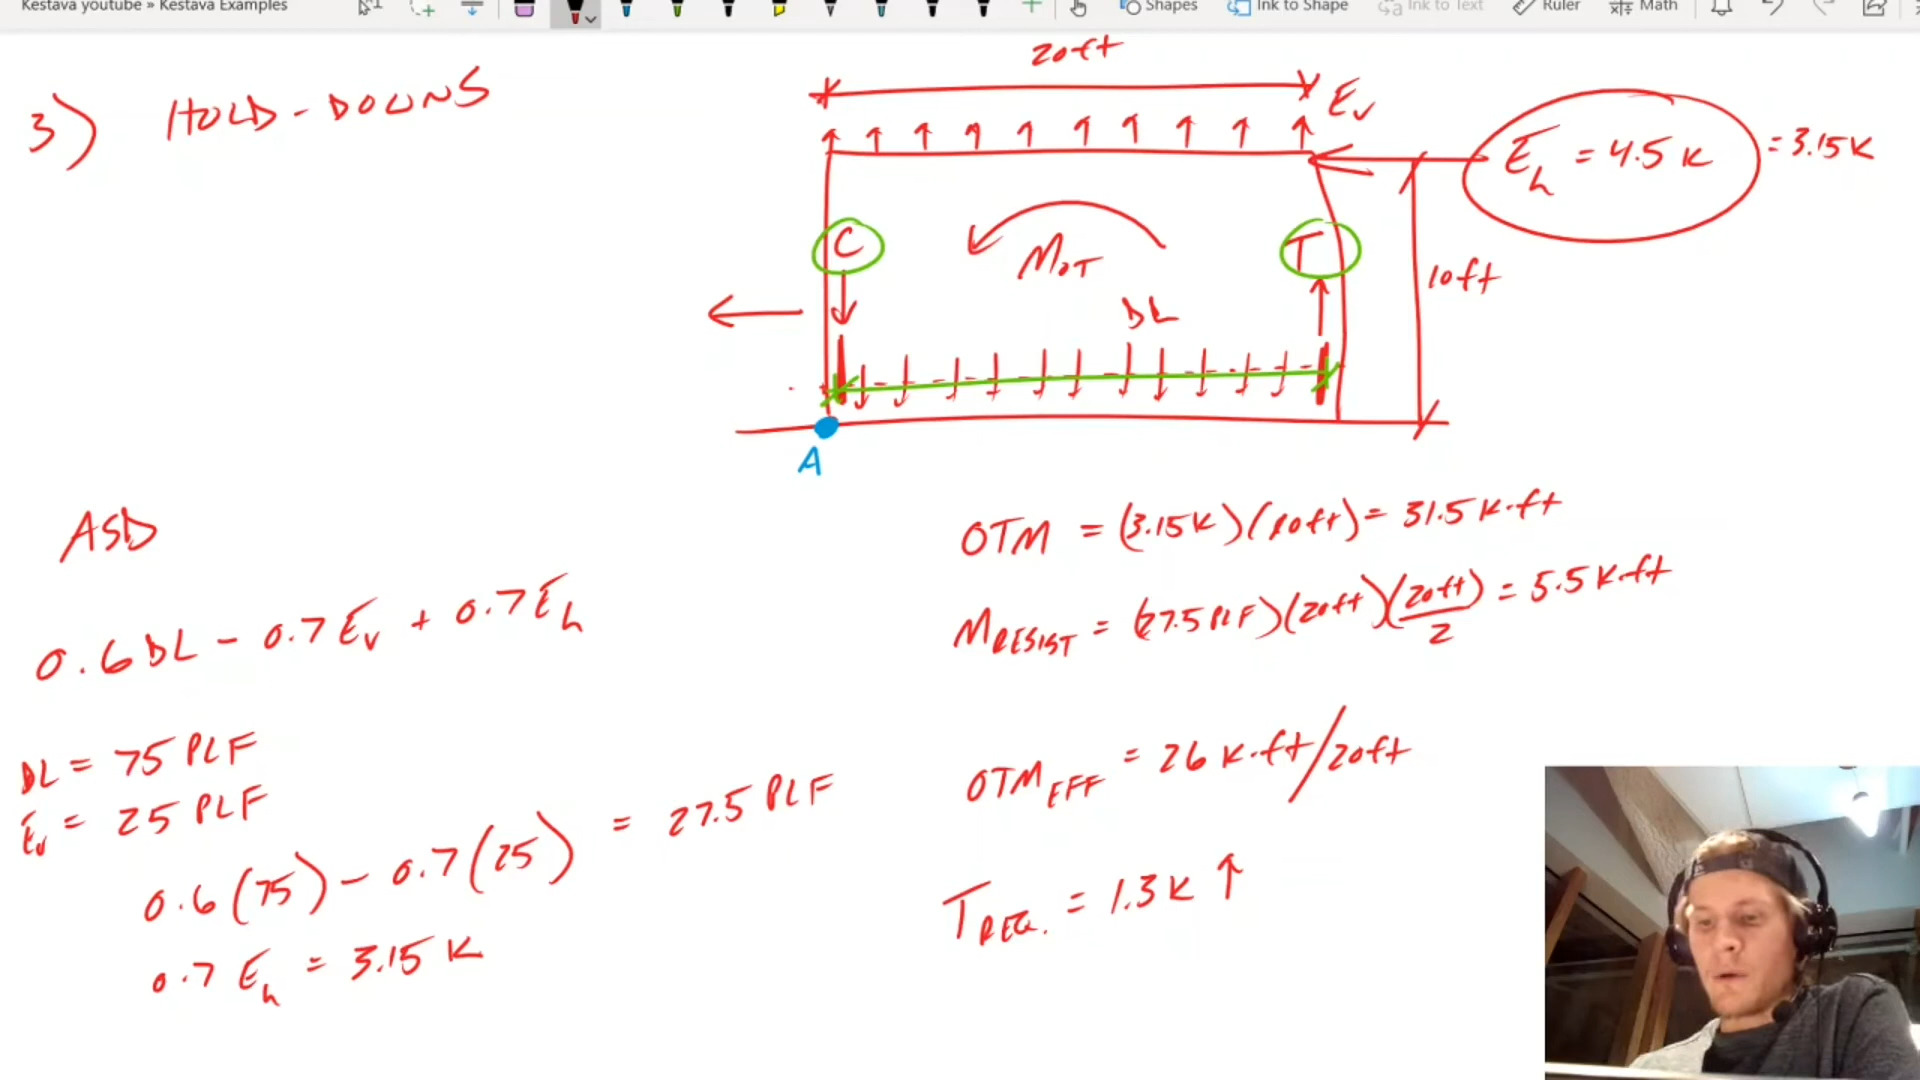 Kestava youtube » Kestava Examples
Shapes
Ink to Shape
Ink to Text
Ruler
Math
3) HOLD-DOWNS
20ft
Ev
Eh = 4.5 K = 3.15 K
C
MOT
T
10ft
DL
A
ASD
0.6 DL - 0.7 Ev + 0.7 Eh
DL = 75 PLF
Ev = 25 PLF
0.6 (75) - 0.7 (25) = 27.5 PLF
0.7 Eh = 3.15 K
OTM = (3.15K)(10ft) = 31.5 K·ft
MRESIST = (27.5 PLF)(20ft)(20ft/2) = 5.5 K·ft
OTMEFF = 26 K·ft/20ft
TREQ. = 1.3 K ↑